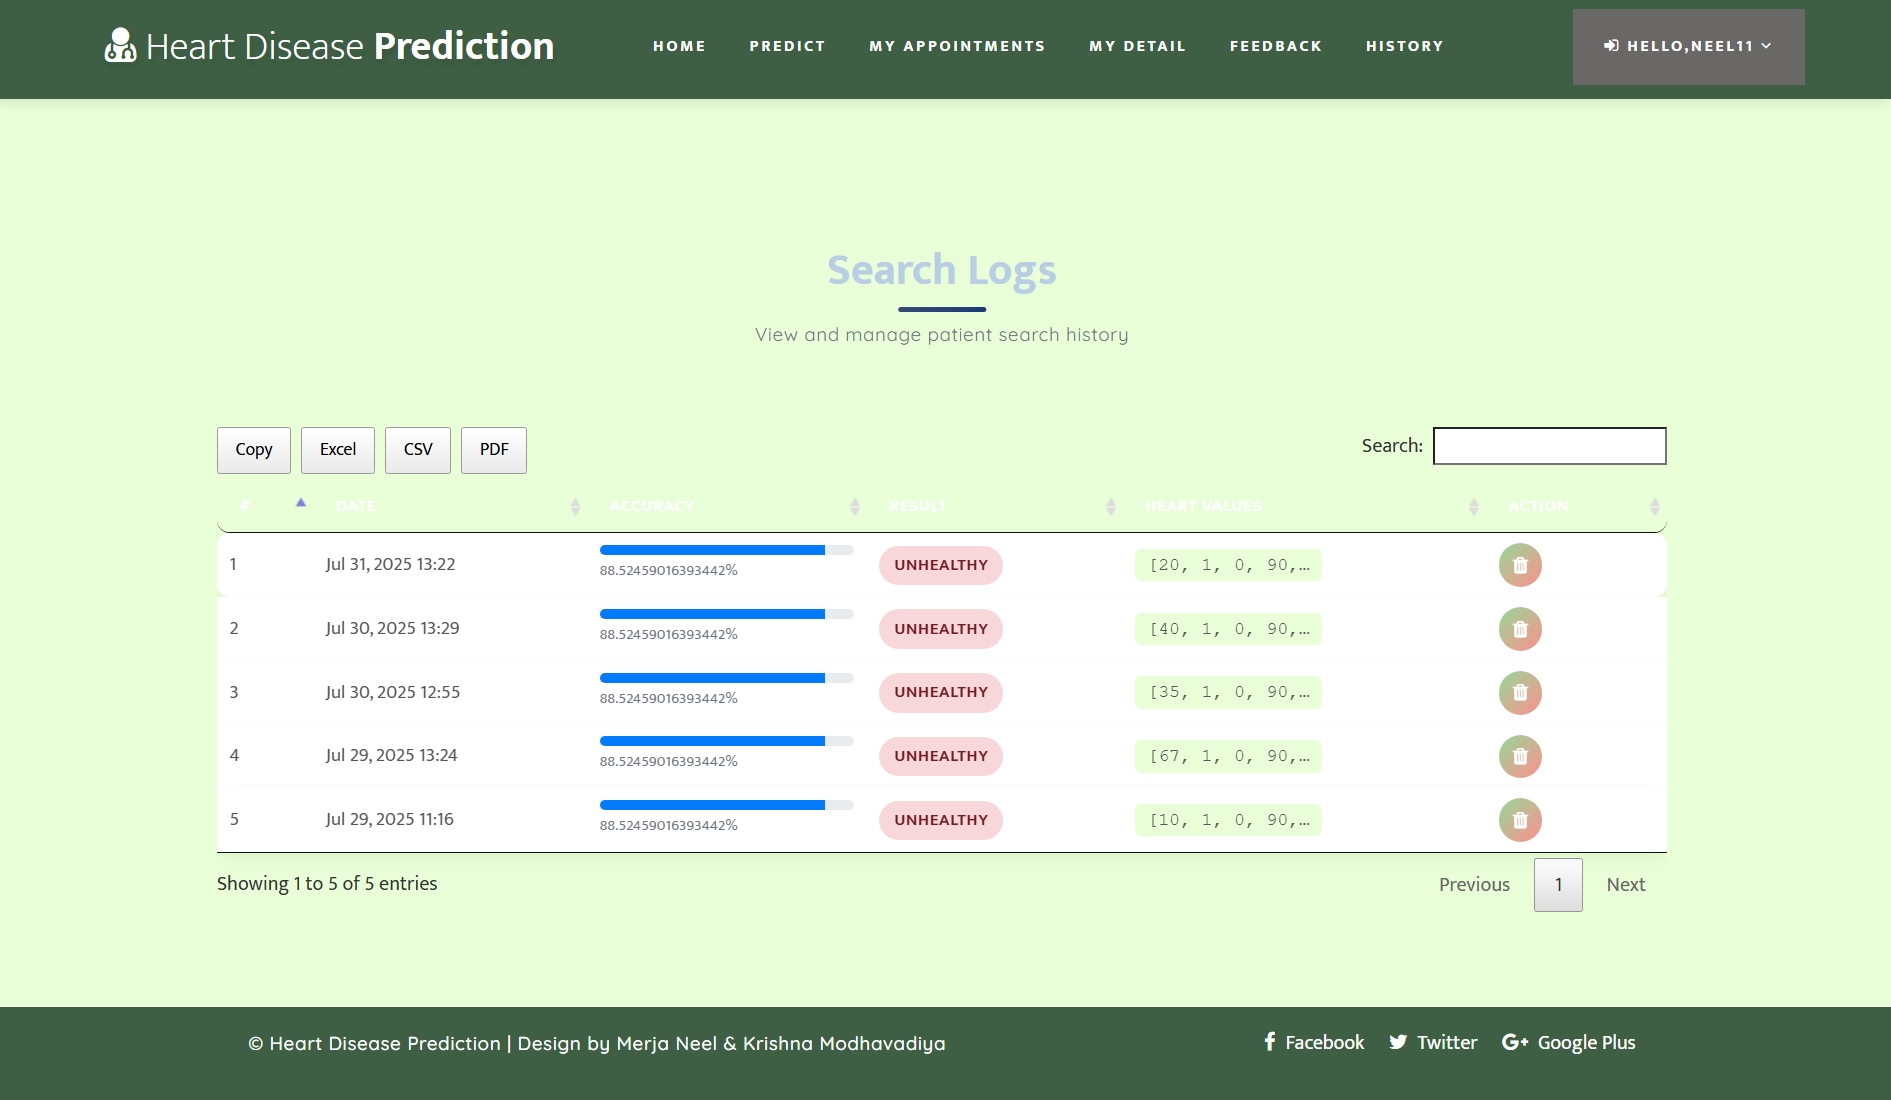 Heart Disease Prediction HOME PREDICT MY APPOINTMENTS MY DETAIL FEEDBACK HISTORY HELLO,NEEL11
Search Logs
View and manage patient search history
Copy Excel CSV PDF Search:
# DATE ACCURACY RESULT HEART VALUES ACTION
1 Jul 31, 2025 13:22 88.52459016393442% UNHEALTHY [20, 1, 0, 90,…
2 Jul 30, 2025 13:29 88.52459016393442% UNHEALTHY [40, 1, 0, 90,…
3 Jul 30, 2025 12:55 88.52459016393442% UNHEALTHY [35, 1, 0, 90,…
4 Jul 29, 2025 13:24 88.52459016393442% UNHEALTHY [67, 1, 0, 90,…
5 Jul 29, 2025 11:16 88.52459016393442% UNHEALTHY [10, 1, 0, 90,…
Showing 1 to 5 of 5 entries Previous 1 Next
© Heart Disease Prediction | Design by Merja Neel & Krishna Modhavadiya Facebook Twitter G+ Google Plus